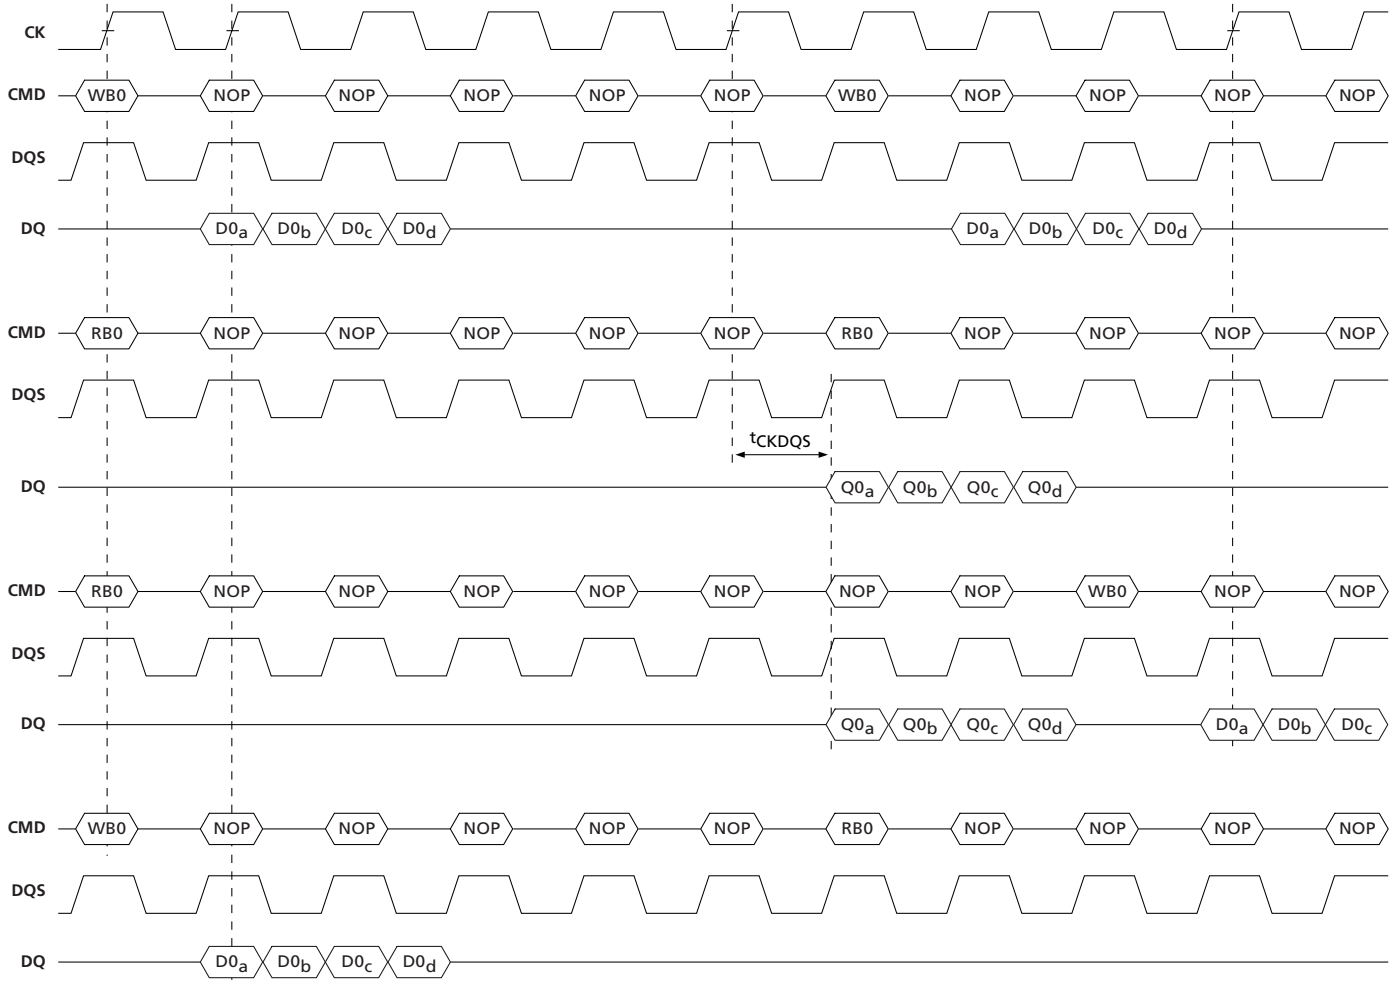 CK
CMD WB0 NOP NOP NOP NOP NOP WB0 NOP NOP NOP NOP
DQS
DQ D0a D0b D0c D0d D0a D0b D0c D0d
CMD RB0 NOP NOP NOP NOP NOP RB0 NOP NOP NOP NOP
DQS
tCKDQS
DQ Q0a Q0b Q0c Q0d
CMD RB0 NOP NOP NOP NOP NOP NOP NOP WB0 NOP NOP
DQS
DQ Q0a Q0b Q0c Q0d D0a D0b D0c
CMD WB0 NOP NOP NOP NOP NOP RB0 NOP NOP NOP NOP
DQS
DQ D0a D0b D0c D0d